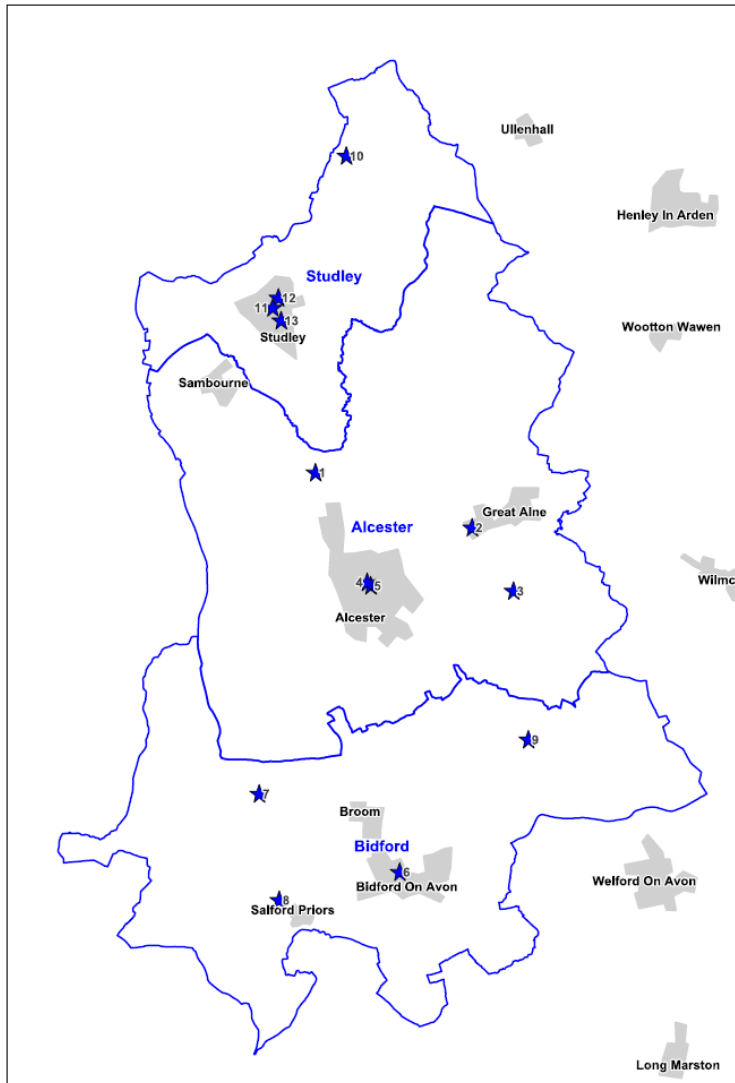 Ullenhall
10
Henley In Arden
Studley
12
11
13
Studley
Wootton Wawen
Sambourne
1
Great Alne
Alcester
2
4
5
3
Wilmc
Alcester
9
7
Broom
Bidford
6
Bidford On Avon
Welford On Avon
8
Salford Priors
Long Marston